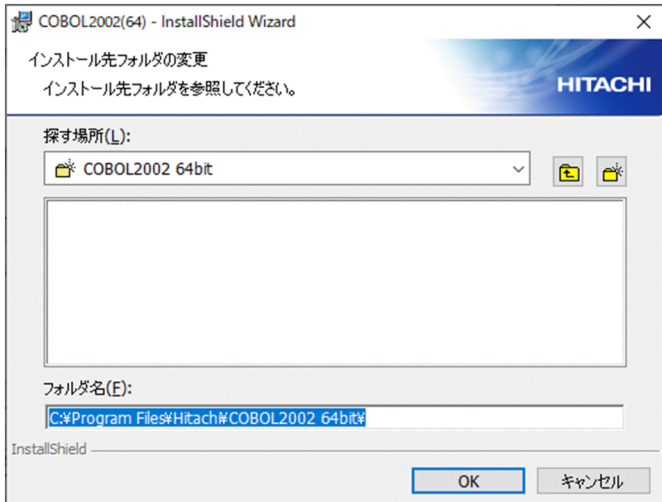 COBOL2002(64) - InstallShield Wizard
インストール先フォルダの変更
インストール先フォルダを参照してください。
HITACHI
探す場所(L):
COBOL2002 64bit
フォルダ名(F):
C:¥Program Files¥Hitachi¥COBOL2002 64bit¥
InstallShield
OK
キャンセル